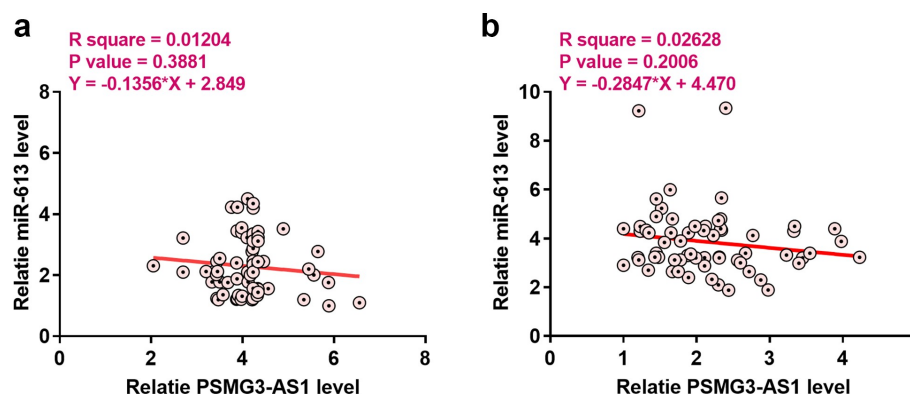 a
R square = 0.01204
P value = 0.3881
Y = -0.1356*X + 2.849
8
6
4
2
0
Relatie miR-613 level
0 2 4 6 8
Relatie PSMG3-AS1 level
b
R square = 0.02628
P value = 0.2006
Y = -0.2847*X + 4.470
10
8
6
4
2
0
Relatie miR-613 level
0 1 2 3 4
Relatie PSMG3-AS1 level